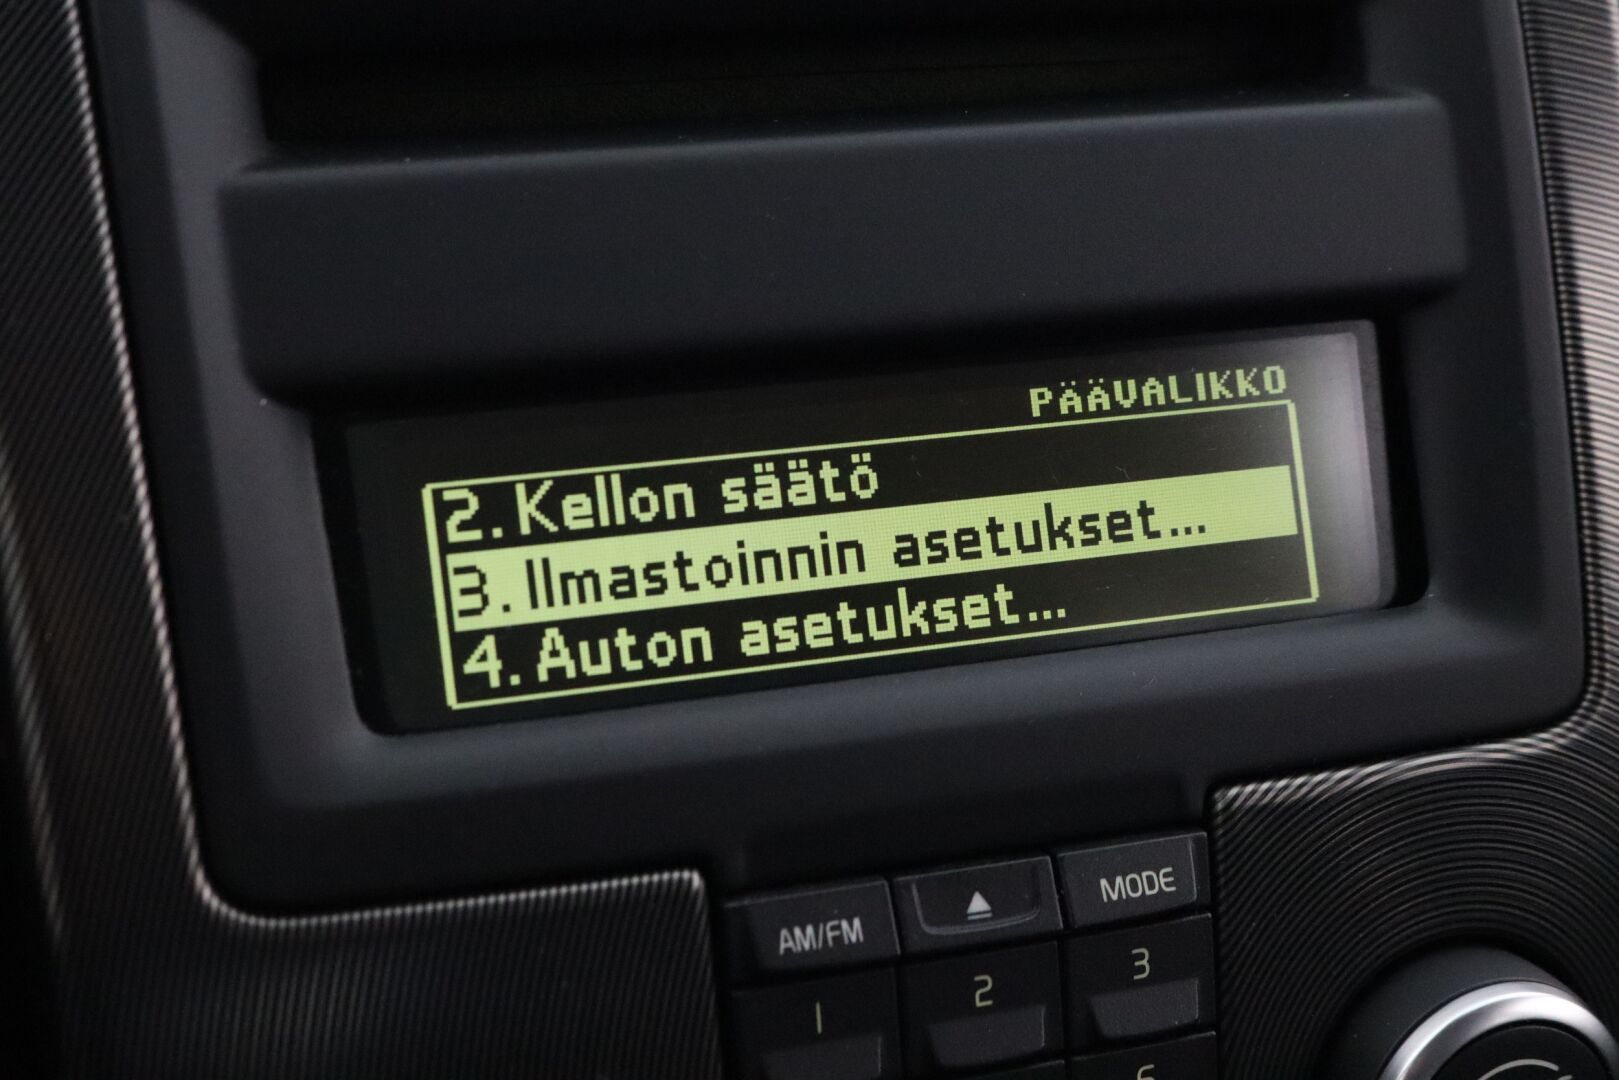 PÄÄVALIKKO
2. Kellon säätö
3. Ilmastoinnin asetukset...
4. Auton asetukset...
AM/FM
MODE
1
2
3